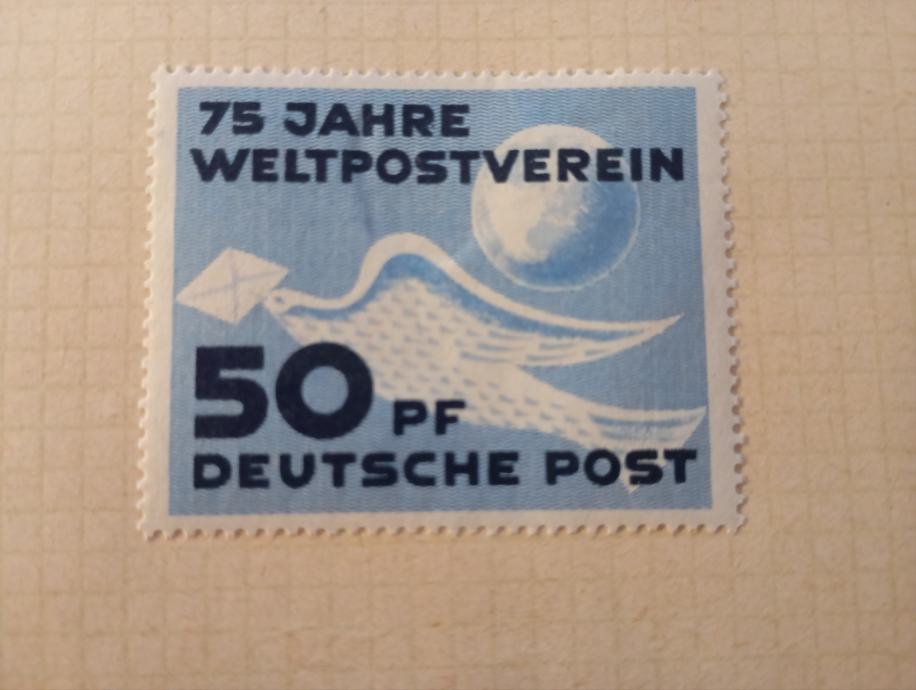 75 JAHRE
WELTPOSTVEREIN
50 PF
DEUTSCHE POST